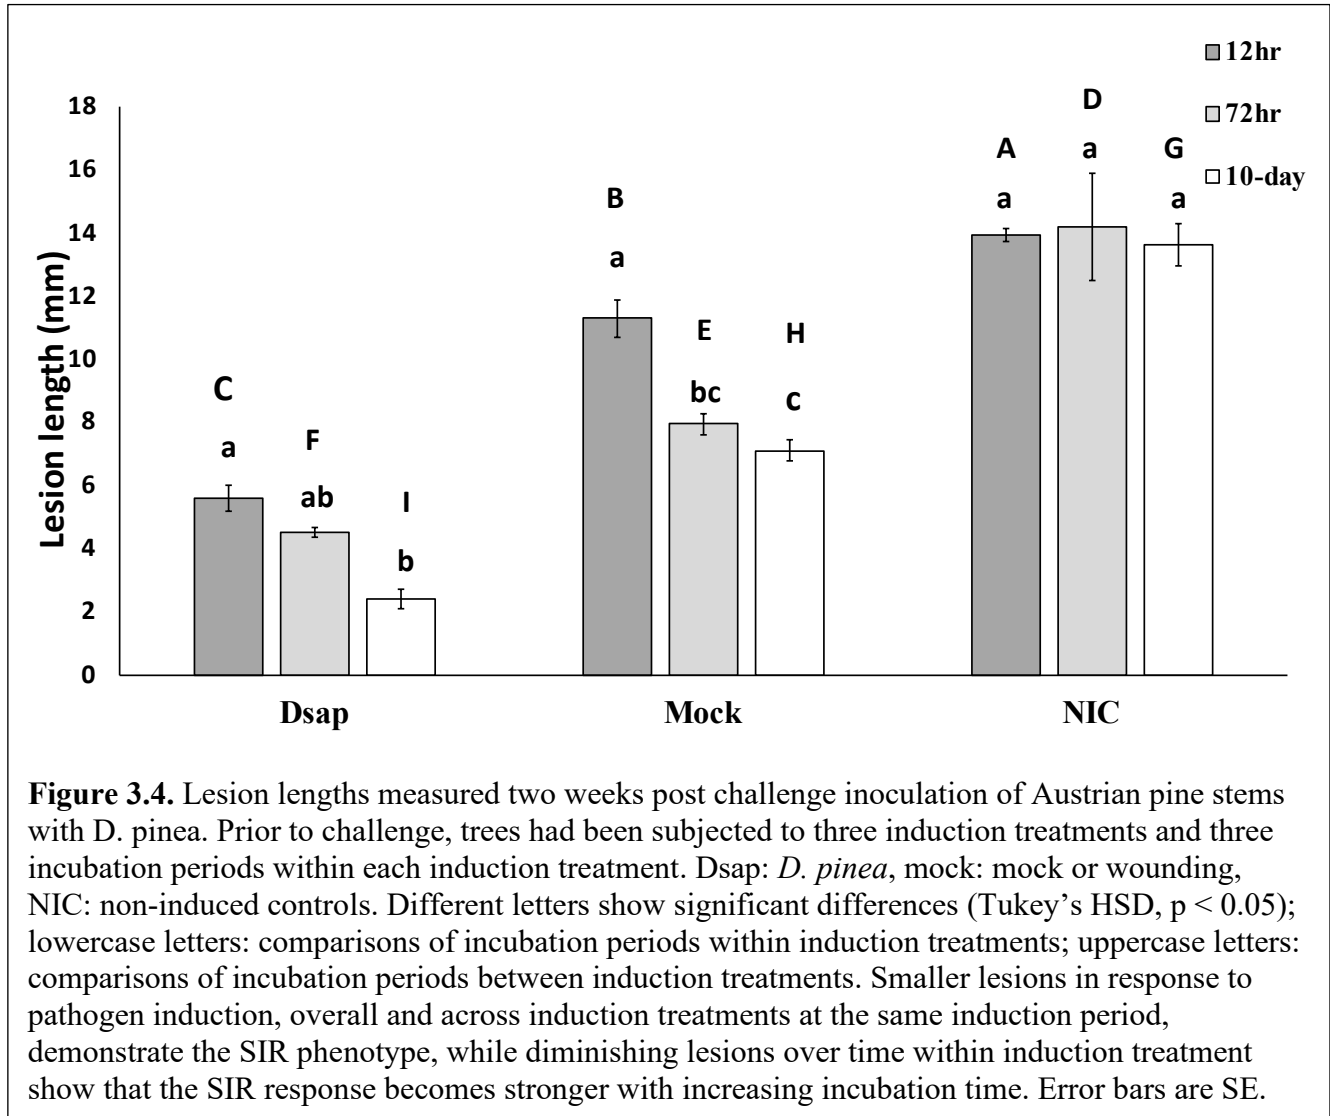 12hr
72hr
10-day
18
16
14
12
10
8
6
4
2
0
Lesion length (mm)
C
a
F
ab
I
b
B
a
E
bc
H
c
A
a
D
a
G
a
Dsap
Mock
NIC
Figure 3.4. Lesion lengths measured two weeks post challenge inoculation of Austrian pine stems
with D. pinea. Prior to challenge, trees had been subjected to three induction treatments and three
incubation periods within each induction treatment. Dsap: D. pinea, mock: mock or wounding,
NIC: non-induced controls. Different letters show significant differences (Tukey's HSD, p < 0.05);
lowercase letters: comparisons of incubation periods within induction treatments; uppercase letters:
comparisons of incubation periods between induction treatments. Smaller lesions in response to
pathogen induction, overall and across induction treatments at the same induction period,
demonstrate the SIR phenotype, while diminishing lesions over time within induction treatment
show that the SIR response becomes stronger with increasing incubation time. Error bars are SE.